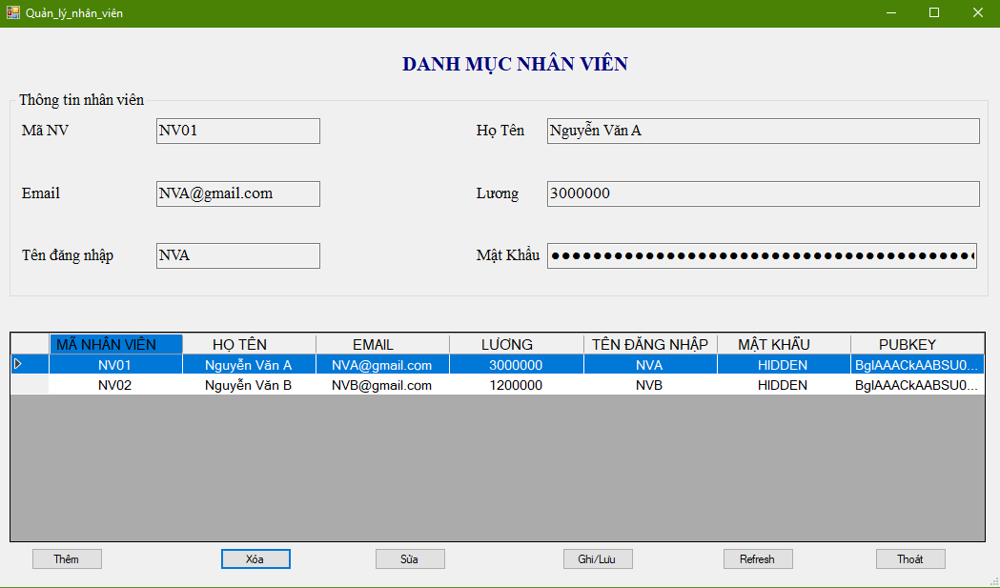 Quản_lý_nhân_viên
DANH MỤC NHÂN VIÊN
Thông tin nhân viên
Mã NV NV01 Họ Tên Nguyễn Văn A
Email NVA@gmail.com Lương 3000000
Tên đăng nhập NVA Mật Khẩu ●●●●●●●●●●●●●●●●●●●●●●●●●●●●●●●●●●●●●●●●
MÃ NHÂN VIÊN HỌ TÊN EMAIL LƯƠNG TÊN ĐĂNG NHẬP MẬT KHẨU PUBKEY
NV01 Nguyễn Văn A NVA@gmail.com 3000000 NVA HIDDEN BgIAAACkAABSU0...
NV02 Nguyễn Văn B NVB@gmail.com 1200000 NVB HIDDEN BgIAAACkAABSU0...
Thêm Xóa Sửa Ghi/Lưu Refresh Thoát